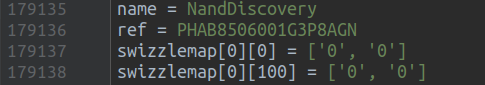 179135 name = NandDiscovery
179136 ref = PHAB8506001G3P8AGN
179137 swizzlemap[0][0] = ['0', '0']
179138 swizzlemap[0][100] = ['0', '0']